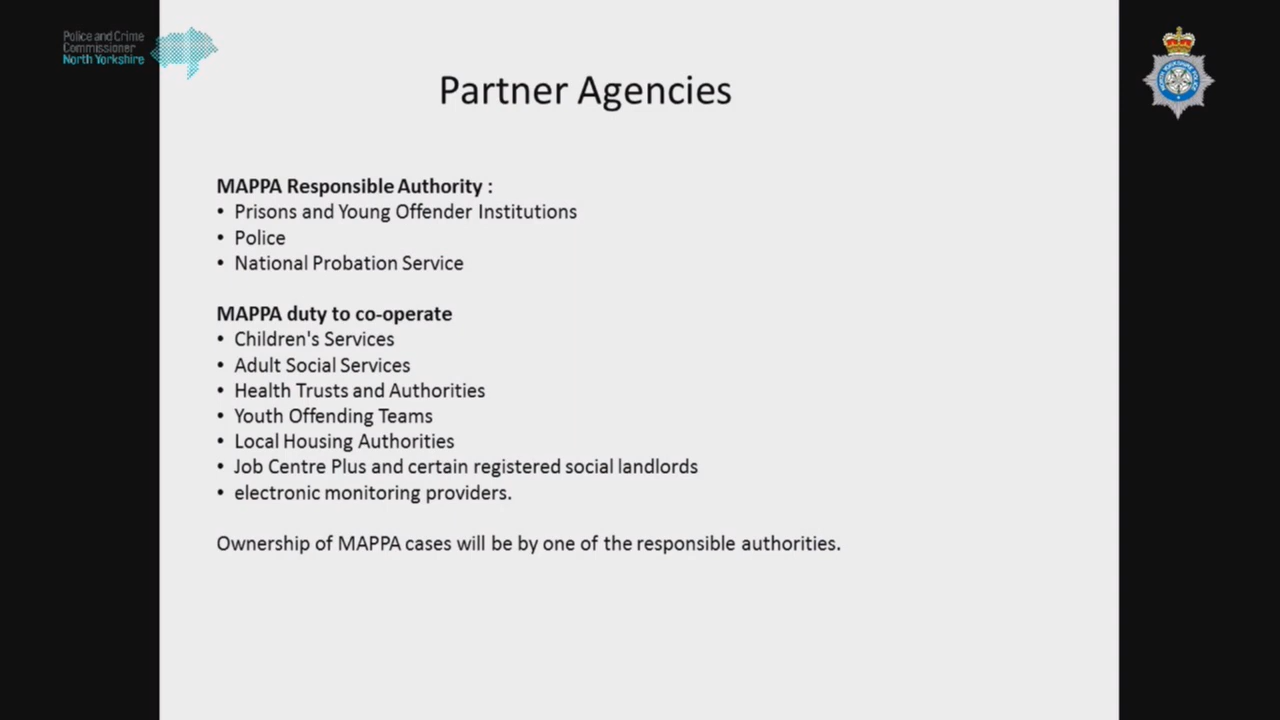 Police and Crime
Commissioner
North Yorkshire
Partner Agencies
MAPPA Responsible Authority :
• Prisons and Young Offender Institutions
• Police
• National Probation Service
MAPPA duty to co-operate
• Children's Services
• Adult Social Services
• Health Trusts and Authorities
• Youth Offending Teams
• Local Housing Authorities
• Job Centre Plus and certain registered social landlords
• electronic monitoring providers.
Ownership of MAPPA cases will be by one of the responsible authorities.
NORTH YORKSHIRE POLICE